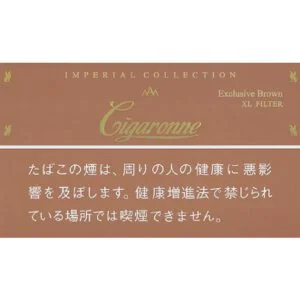 IMPERIAL COLLECTION
Exclusive Brown
XL FILTER
Cigaronne
たばこの煙は、周りの人の健康に悪影
響を及ぼします。健康増進法で禁じられ
ている場所では喫煙できません。